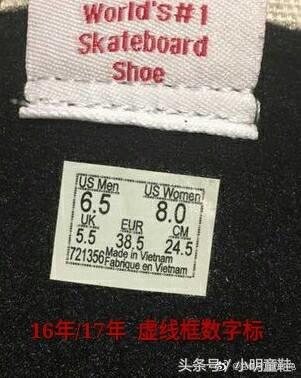 World's#1
Skateboard
Shoe
US Men US Women
6.5 8.0
UK EUR CM
5.5 38.5 24.5
721356 Made in Vietnam
Fabrique en Vietnam
16年/17年 虚线框数字标
头条号/小明童鞋